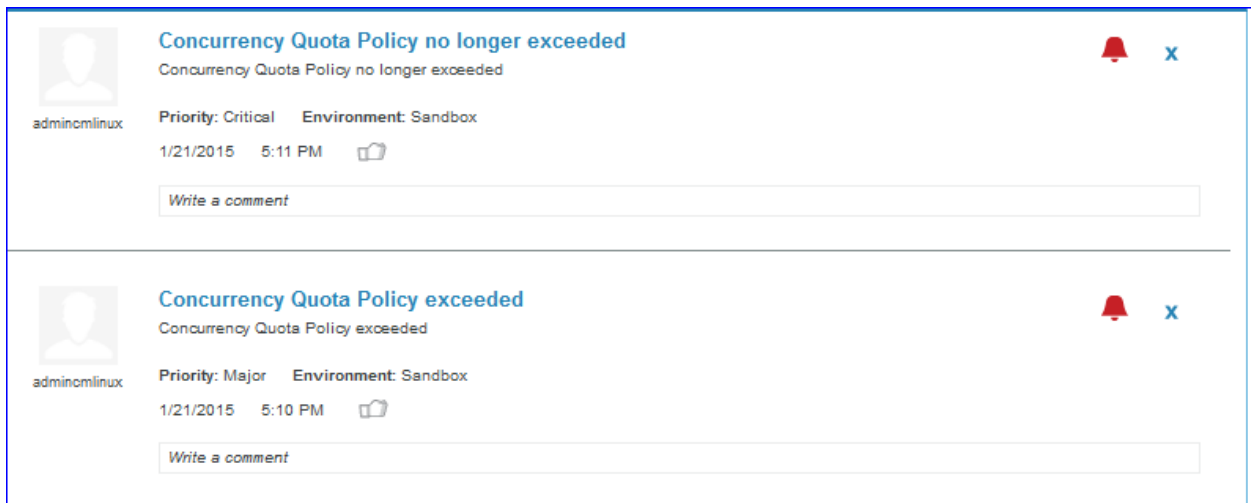 Concurrency Quota Policy no longer exceeded
Concurrency Quota Policy no longer exceeded
x
admincmlinux
Priority: Critical Environment: Sandbox
1/21/2015 5:11 PM
Write a comment
Concurrency Quota Policy exceeded
Concurrency Quota Policy exceeded
x
admincmlinux
Priority: Major Environment: Sandbox
1/21/2015 5:10 PM
Write a comment